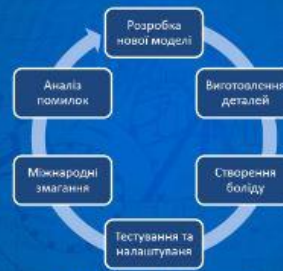 Розробка
нової моделі
Виготовлення
деталей
Створення
боліду
Тестування та
налаштуваня
Міжнародні
змагання
Аналіз
помилок